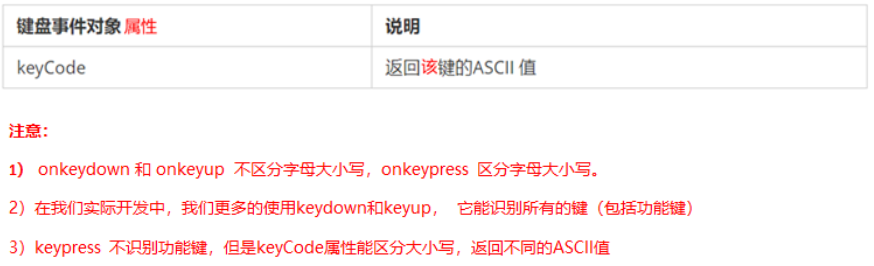 键盘事件对象 属性 说明
keyCode 返回该键的ASCII 值
注意：
1） onkeydown 和 onkeyup 不区分字母大小写，onkeypress 区分字母大小写。
2）在我们实际开发中，我们更多的使用keydown和keyup， 它能识别所有的键（包括功能键）
3）keypress 不识别功能键，但是keyCode属性能区分大小写，返回不同的ASCII值